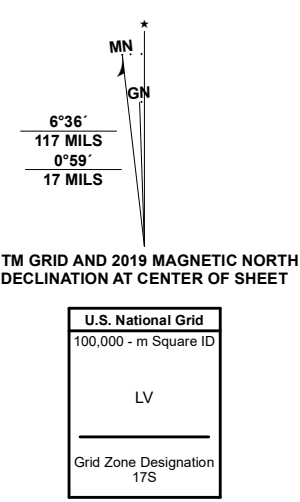 MN
GN
6°36´
117 MILS
0°59´
17 MILS
TM GRID AND 2019 MAGNETIC NORTH
DECLINATION AT CENTER OF SHEET
U.S. National Grid
100,000 - m Square ID
LV
Grid Zone Designation
17S